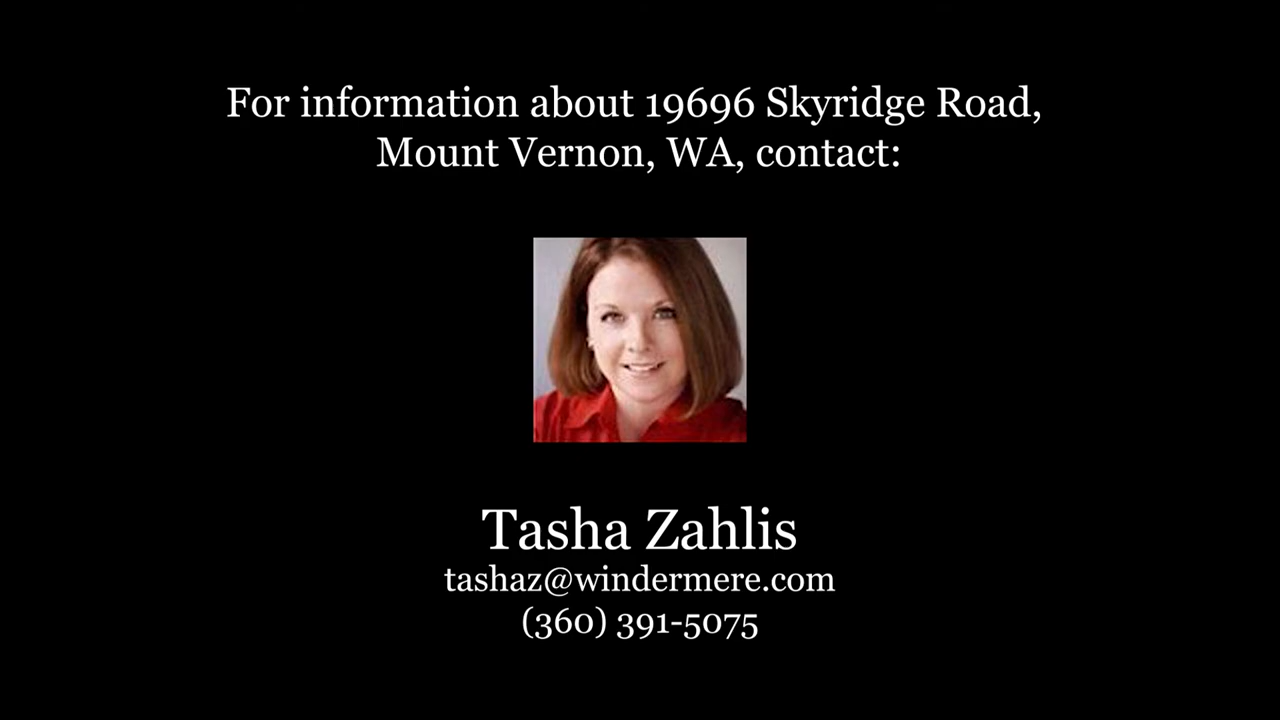 For information about 19696 Skyridge Road,
Mount Vernon, WA, contact:
Tasha Zahlis
tashaz@windermere.com
(360) 391-5075